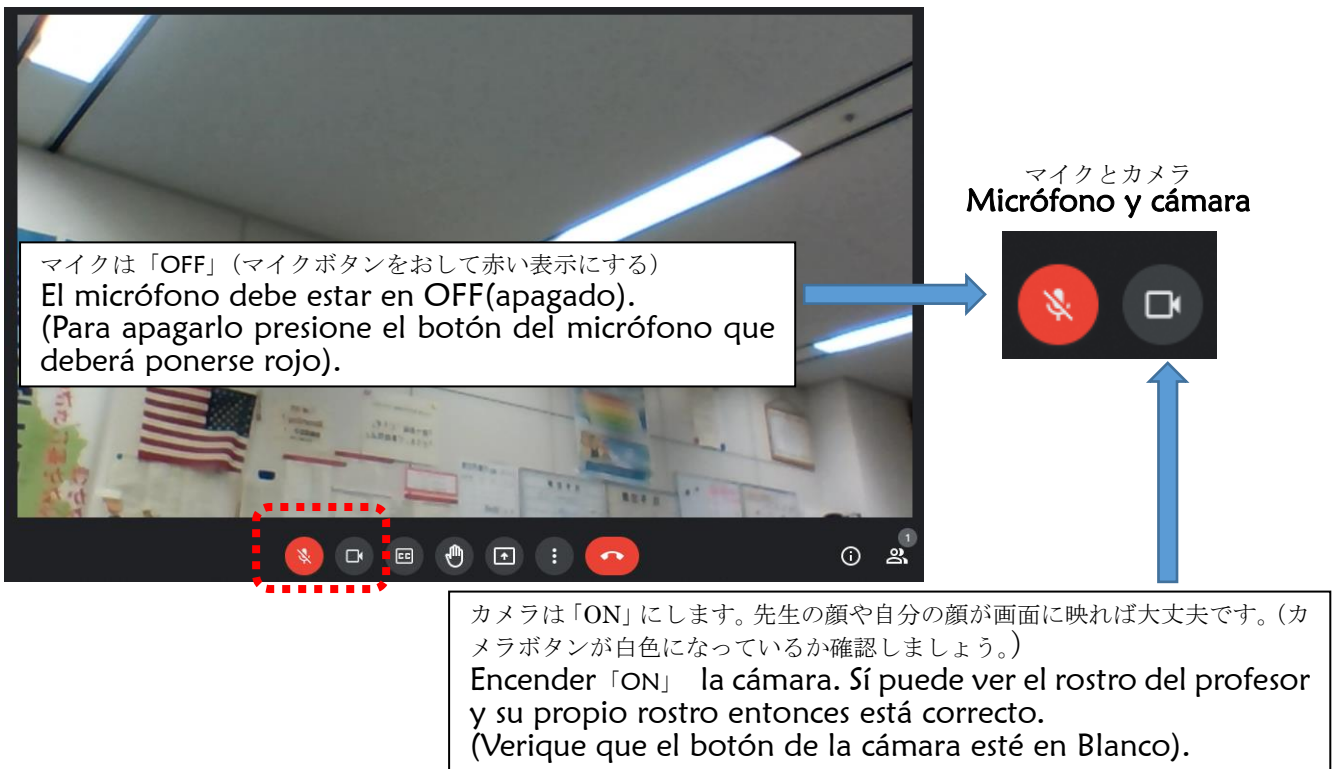 マイクとカメラ
Micrófono y cámara
マイクは「OFF」（マイクボタンをおして赤い表示にする）
El micrófono debe estar en OFF(apagado).
(Para apagarlo presione el botón del micrófono que
deberá ponerse rojo).
CC
1
カメラは「ON」にします。先生の顔や自分の顔が画面に映れば大丈夫です。（カ
メラボタンが白色になっているか確認しましょう。）
Encender「ON」 la cámara. Sí puede ver el rostro del profesor
y su propio rostro entonces está correcto.
(Verique que el botón de la cámara esté en Blanco).